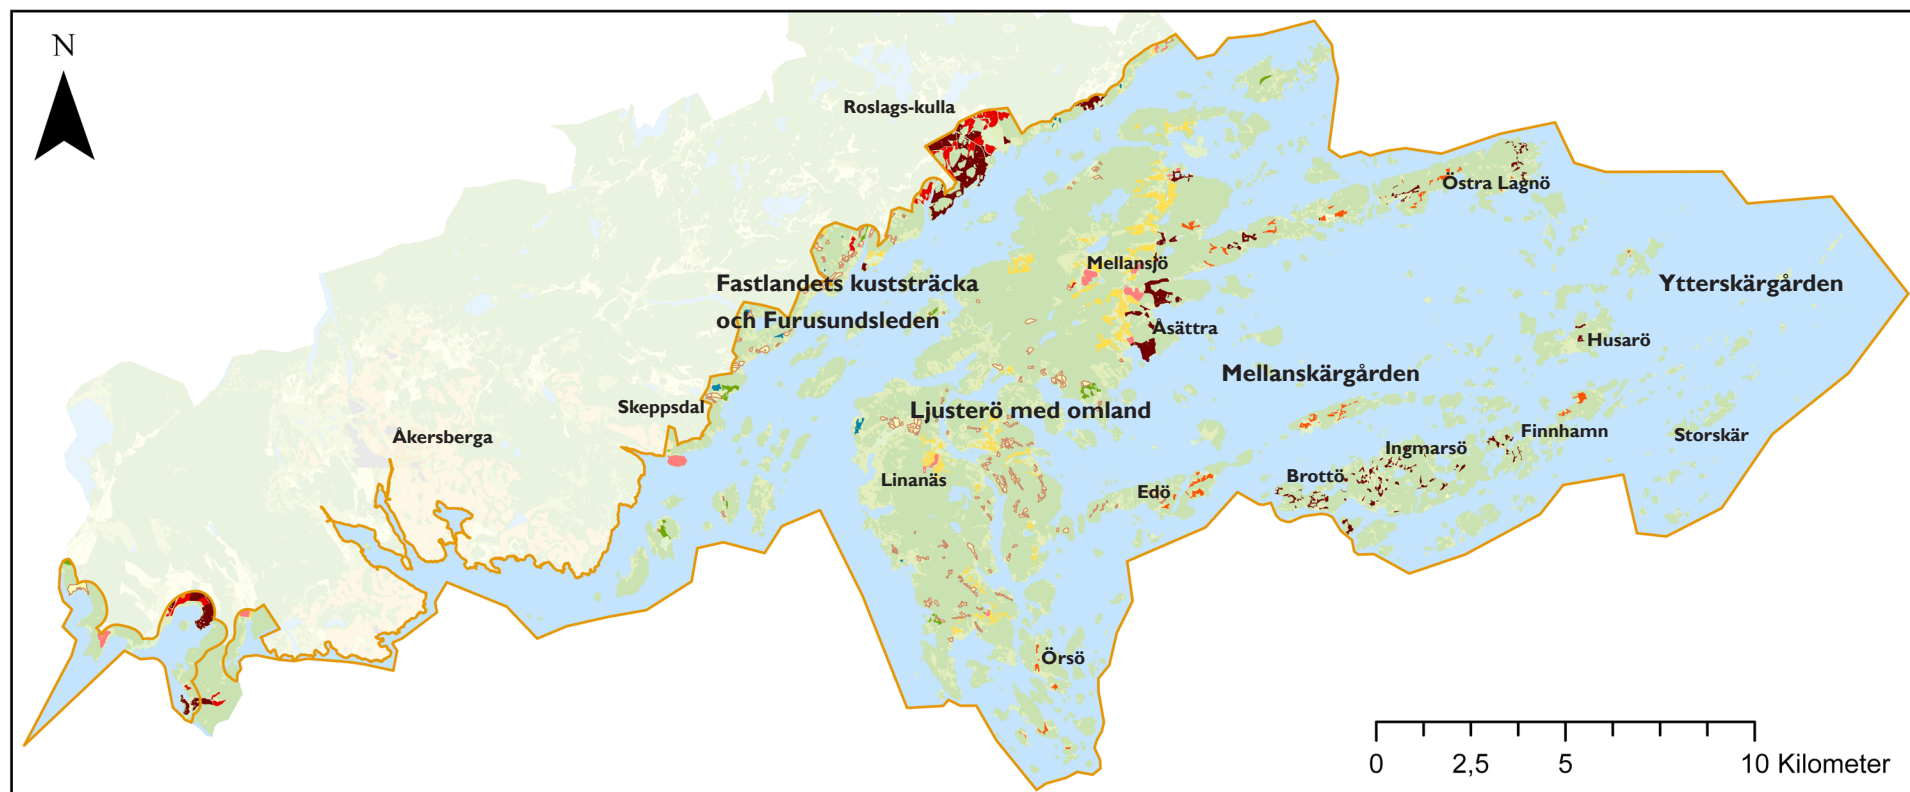 N
Roslags-kulla
Östra Lagnö
Mellansjö
Fastlandets kuststräcka
och Furusundsleden
Ytterskärgården
Åsättra
Husarö
Mellanskärgården
Skeppsdal
Ljusterö med omland
Åkersberga
Finnhamn
Storskär
Ingmarsö
Linanäs
Brottö
Edö
Örsö
0 2,5 5 10 Kilometer